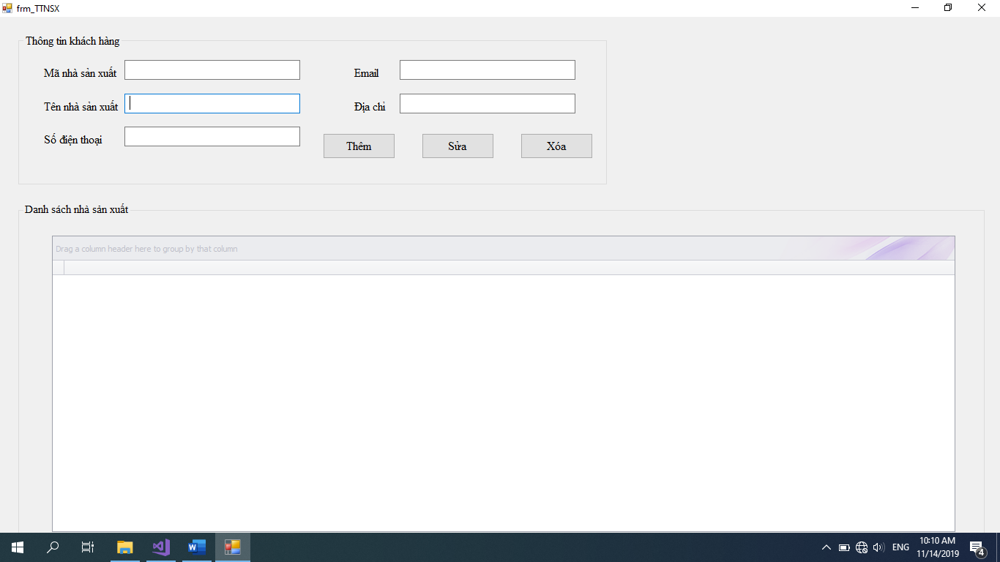 frm_TTNSX
Thông tin khách hàng
Mã nhà sản xuất
Email
Tên nhà sản xuất
Địa chỉ
Số điện thoại
Thêm
Sửa
Xóa
Danh sách nhà sản xuất
Drag a column header here to group by that column
ENG
10:10 AM
11/14/2019
4